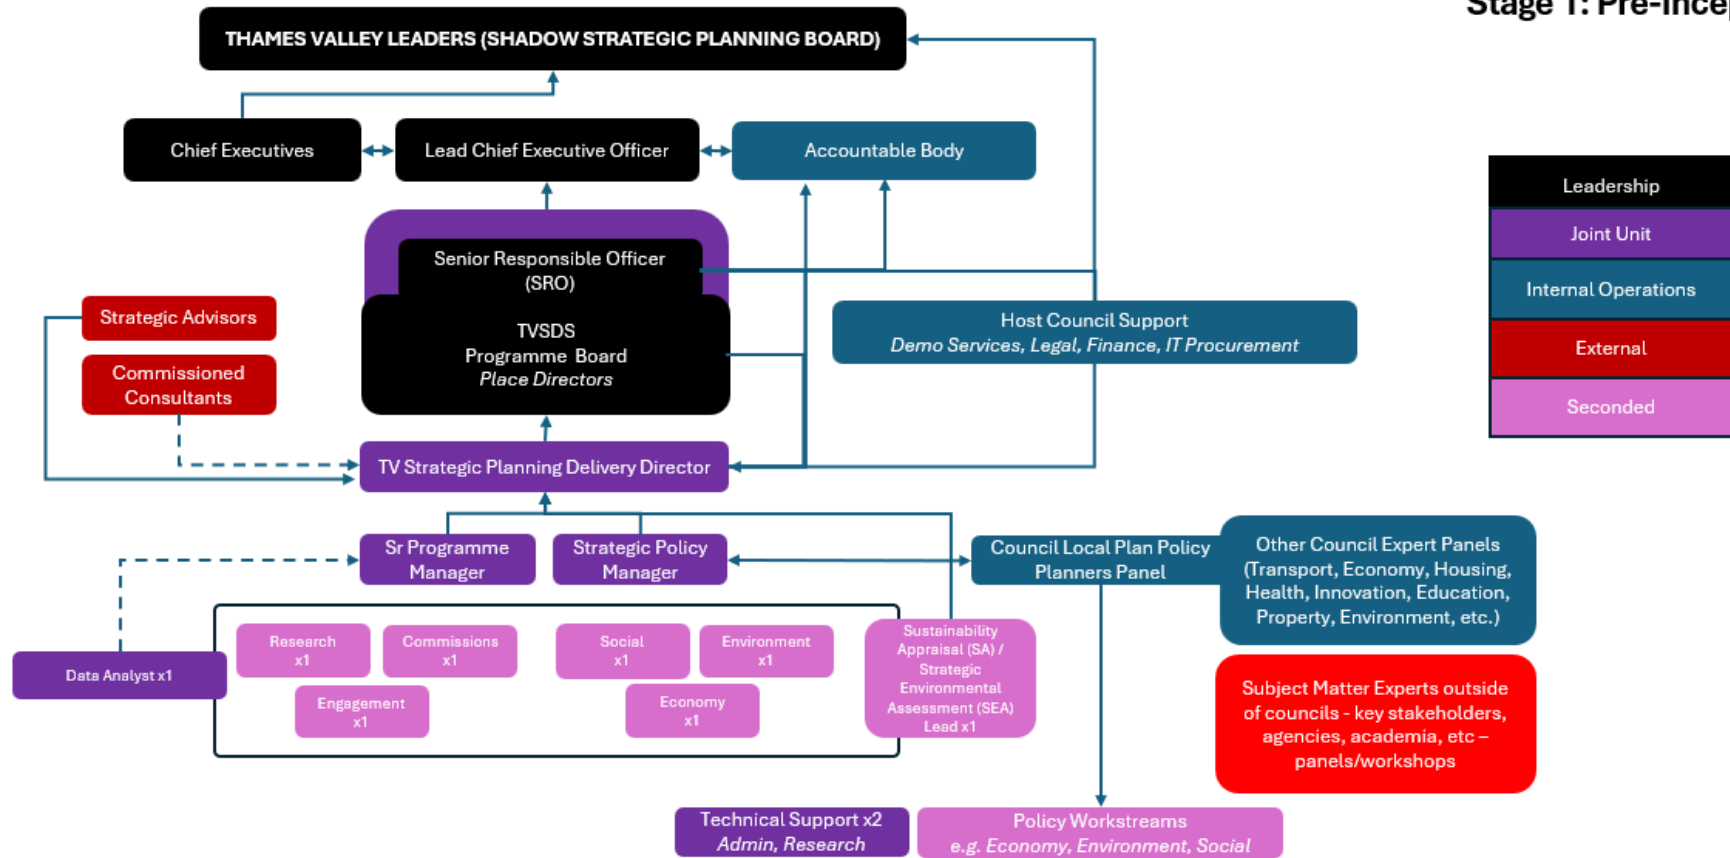 Stage 1: Pre-Incep
THAMES VALLEY LEADERS (SHADOW STRATEGIC PLANNING BOARD)
Chief Executives
Lead Chief Executive Officer
Accountable Body
Senior Responsible Officer
(SRO)
TVSDS
Programme Board
Place Directors
Host Council Support
Demo Services, Legal, Finance, IT Procurement
Strategic Advisors
Commissioned
Consultants
TV Strategic Planning Delivery Director
Sr Programme
Manager
Strategic Policy
Manager
Council Local Plan Policy
Planners Panel
Other Council Expert Panels
(Transport, Economy, Housing,
Health, Innovation, Education,
Property, Environment, etc.)
Data Analyst x1
Research
x1
Commissions
x1
Engagement
x1
Social
x1
Environment
x1
Economy
x1
Sustainability
Appraisal (SA) /
Strategic
Environmental
Assessment (SEA)
Lead x1
Subject Matter Experts outside
of councils - key stakeholders,
agencies, academia, etc –
panels/workshops
Technical Support x2
Admin, Research
Policy Workstreams
e.g. Economy, Environment, Social
Leadership
Joint Unit
Internal Operations
External
Seconded